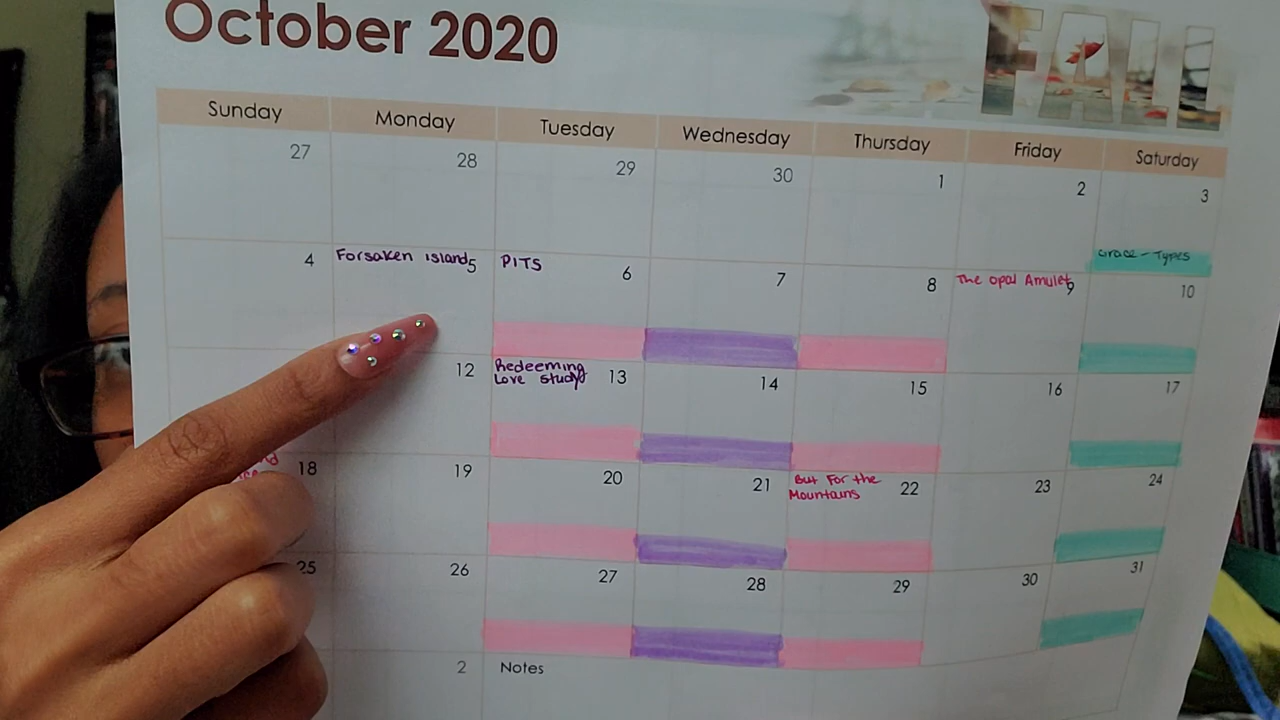 October 2020
FALL
Sunday Monday Tuesday Wednesday Thursday Friday Saturday
27 28 29 30 1 2 3
Grace-Types
4 Forsaken Islands 5 PITS 6 7 8 The Opal Amulet 9 10
12 Redeeming 13 14 15 16 17
Love study
18 19 20 21 But For the 22 23 24
Mountains
25 26 27 28 29 30 31
2 Notes